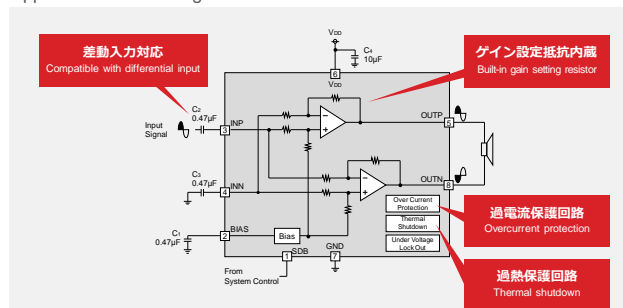 差動入力対応
Compatible with differential input
ゲイン設定抵抗内蔵
Built-in gain setting resistor
VDD
C4
10μF
6
VDD
C2
0.47μF
Input
Signal
3
INP
OUTP
5
C3
0.47μF
4
INN
OUTN
8
Over Current
Protection
Thermal
Shutdown
Under Voltage
Lock Out
過電流保護回路
Overcurrent protection
C1
0.47μF
2
BIAS
Bias
SDB
1
GND
7
From
System Control
過熱保護回路
Thermal shutdown